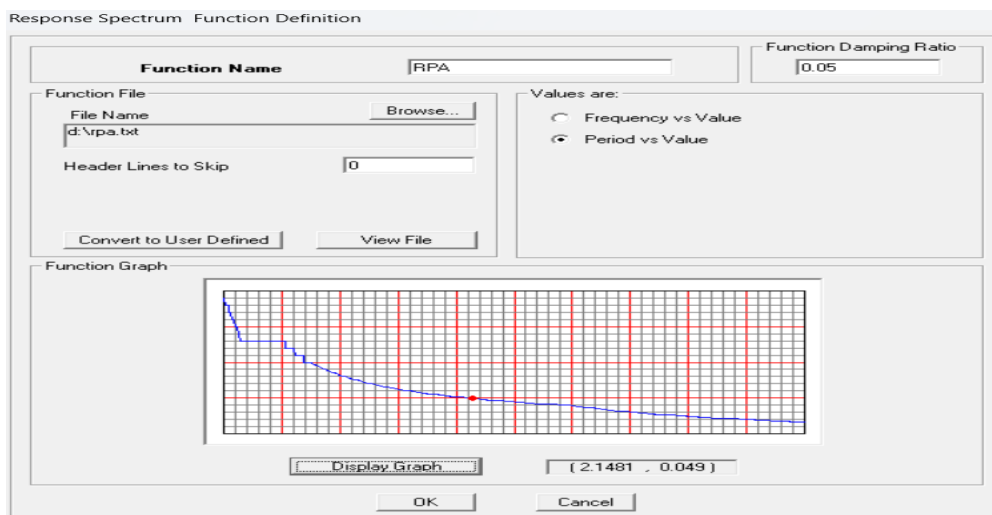 Response Spectrum Function Definition
Function Name
RPA
Function Damping Ratio
0.05
Function File
File Name
Browse...
d:\rpa.txt
Header Lines to Skip
0
Convert to User Defined
View File
Values are:
Frequency vs Value
Period vs Value
Function Graph
Display Graph
( 2.1481 , 0.049 )
OK
Cancel